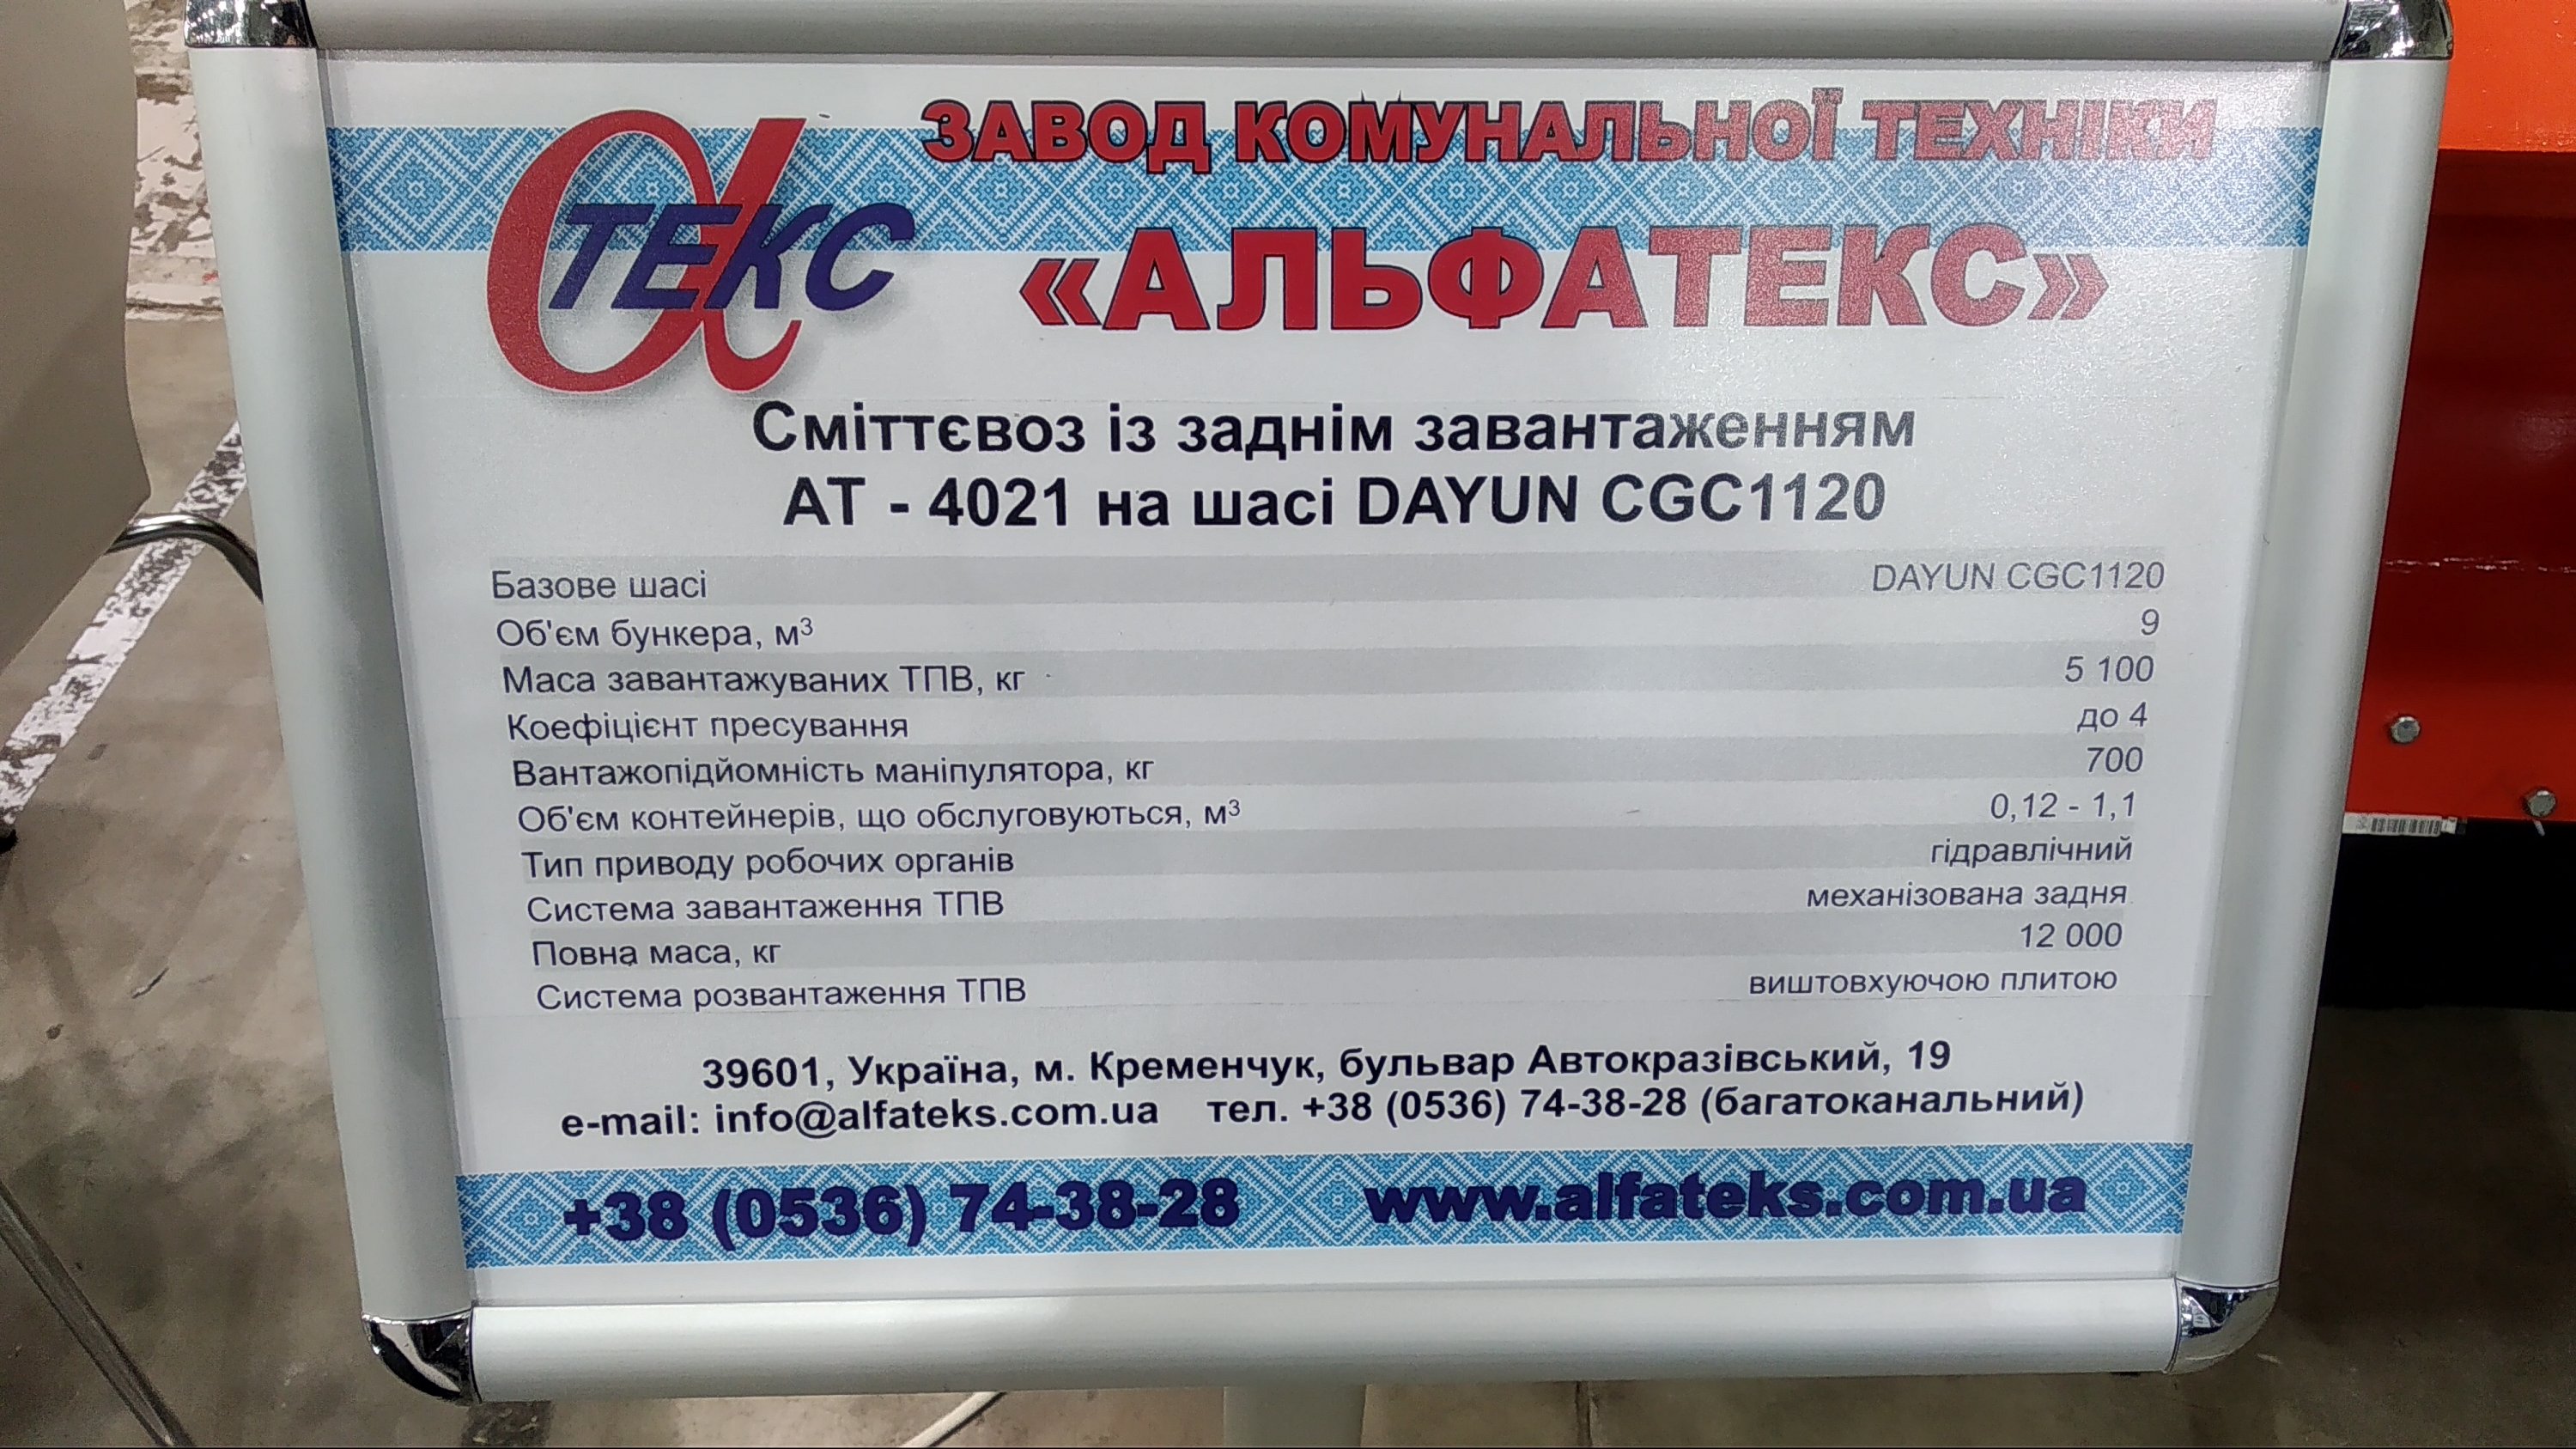 αТЕКС
ЗАВОД КОМУНАЛЬНОЇ ТЕХНІКИ
«АЛЬФАТЕКС»
Сміттєвоз із заднім завантаженням
АТ - 4021 на шасі DAYUN CGC1120
Базове шасі DAYUN CGC1120
Об'єм бункера, м³ 9
Маса завантажуваних ТПВ, кг 5 100
Коефіцієнт пресування до 4
Вантажопідйомність маніпулятора, кг 700
Об'єм контейнерів, що обслуговуються, м³ 0,12 - 1,1
Тип приводу робочих органів гідравлічний
Система завантаження ТПВ механізована задня
Повна маса, кг 12 000
Система розвантаження ТПВ виштовхуючою плитою
39601, Україна, м. Кременчук, бульвар Автокразівський, 19
e-mail: info@alfateks.com.ua тел. +38 (0536) 74-38-28 (багатоканальний)
+38 (0536) 74-38-28 www.alfateks.com.ua